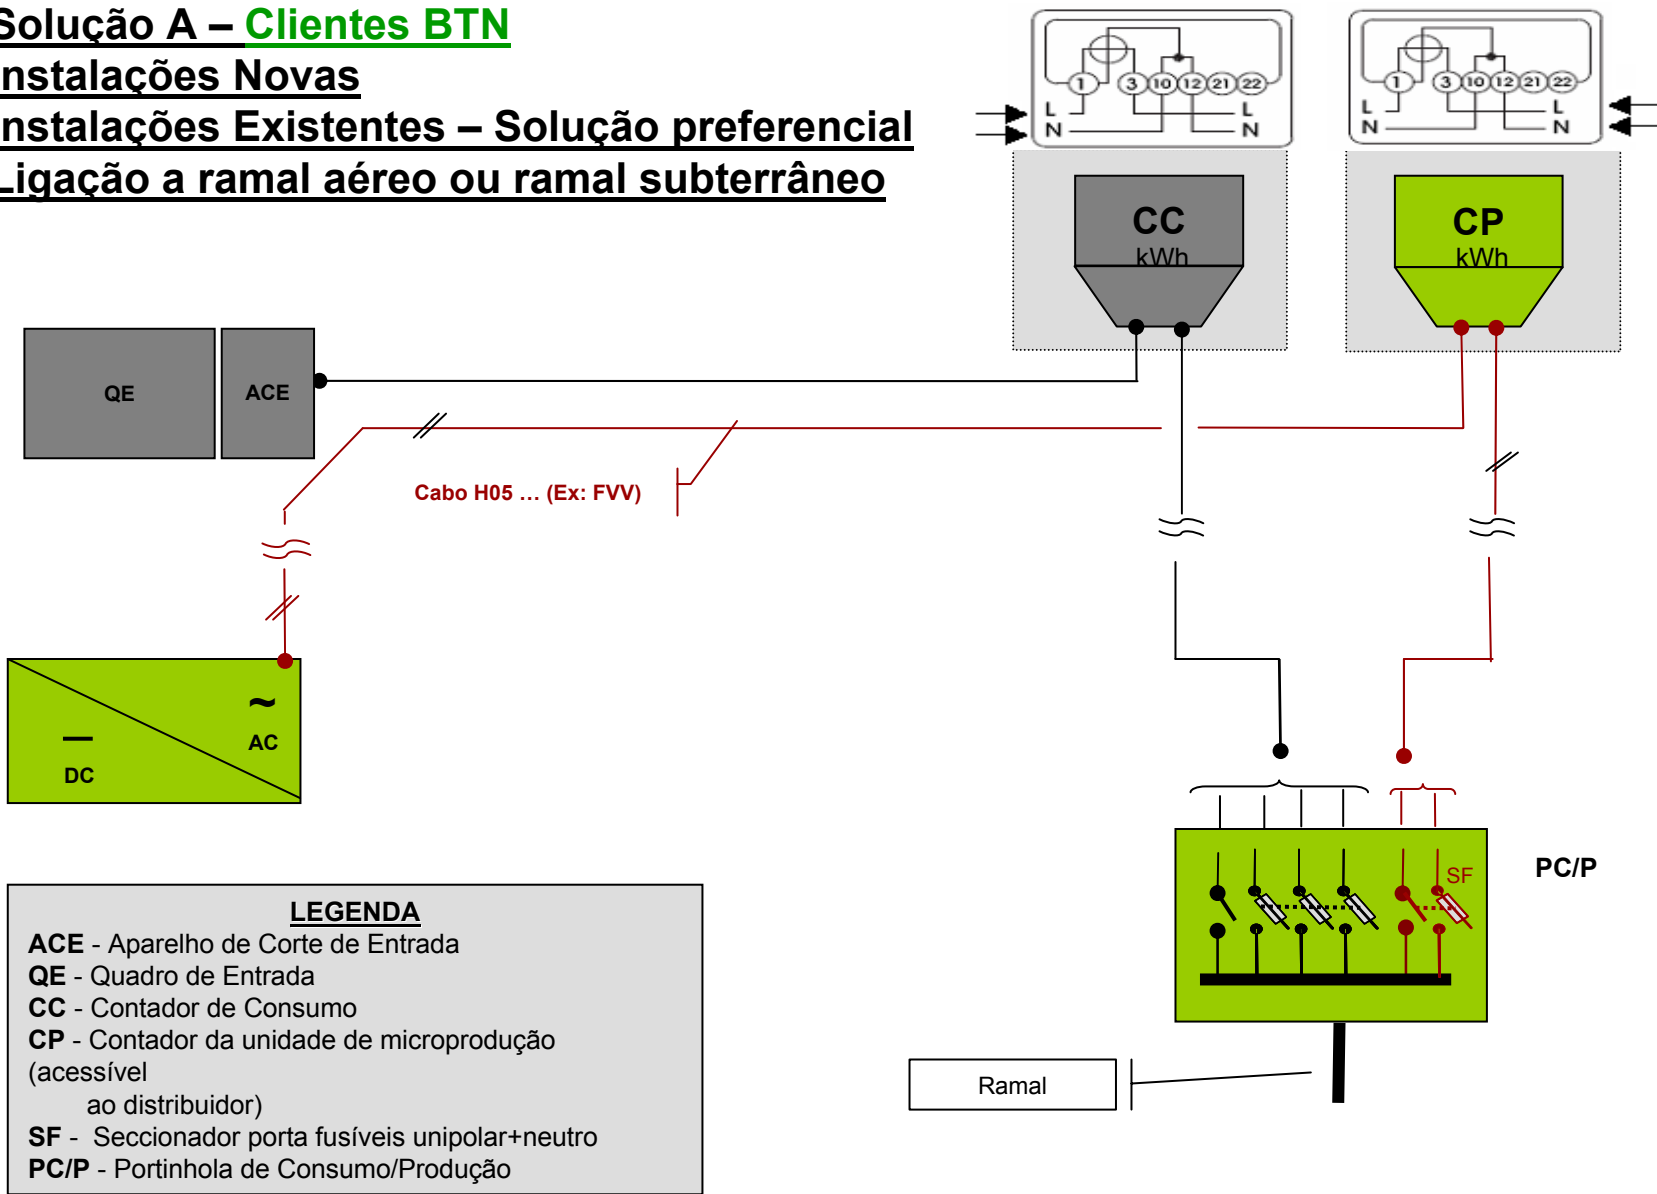 Solução A – Clientes BTN
Instalações Novas
Instalações Existentes – Solução preferencial
Ligação a ramal aéreo ou ramal subterrâneo
1 3 10 12 21 22
L L
N N
1 3 10 12 21 22
L L
N N
CC
kWh
CP
kWh
QE
ACE
Cabo H05 ... (Ex: FVV)
~
AC
DC
SF
PC/P
Ramal
LEGENDA
ACE - Aparelho de Corte de Entrada
QE - Quadro de Entrada
CC - Contador de Consumo
CP - Contador da unidade de microprodução
(acessível
ao distribuidor)
SF - Seccionador porta fusíveis unipolar+neutro
PC/P - Portinhola de Consumo/Produção